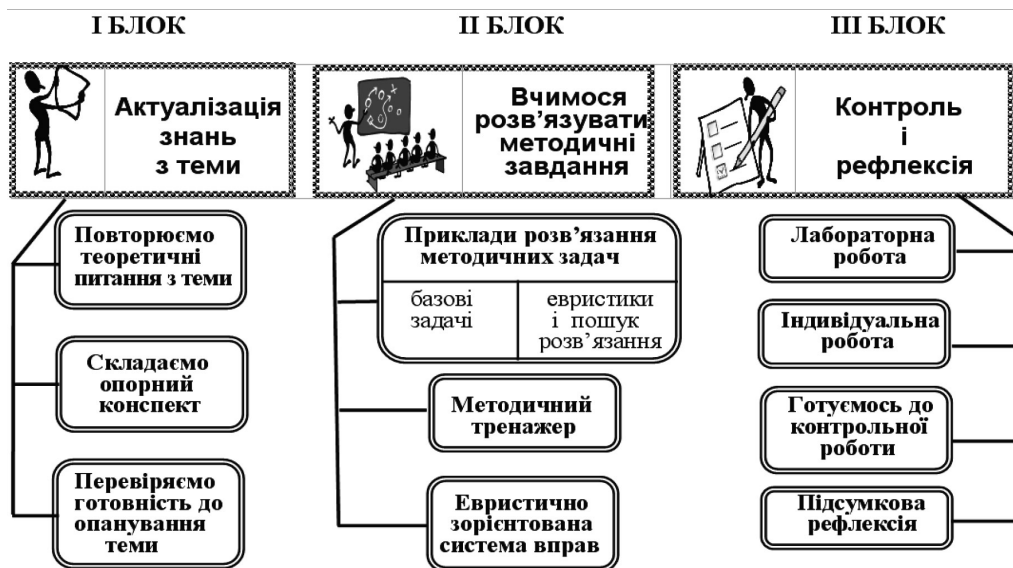 І БЛОК
ІІ БЛОК
ІІІ БЛОК
Актуалізація
знань
з теми
Вчимося
розв’язувати
методичні
завдання
Контроль
і
рефлексія
Повторюємо
теоретичні
питання з теми
Складаємо
опорний
конспект
Перевіряємо
готовність до
опанування
теми
Приклади розв’язання
методичних задач
базові
задачі
евристики
і пошук
розв’язання
Методичний
тренажер
Евристично
зорієнтована
система вправ
Лабораторна
робота
Індивідуальна
робота
Готуємось до
контрольної
роботи
Підсумкова
рефлексія